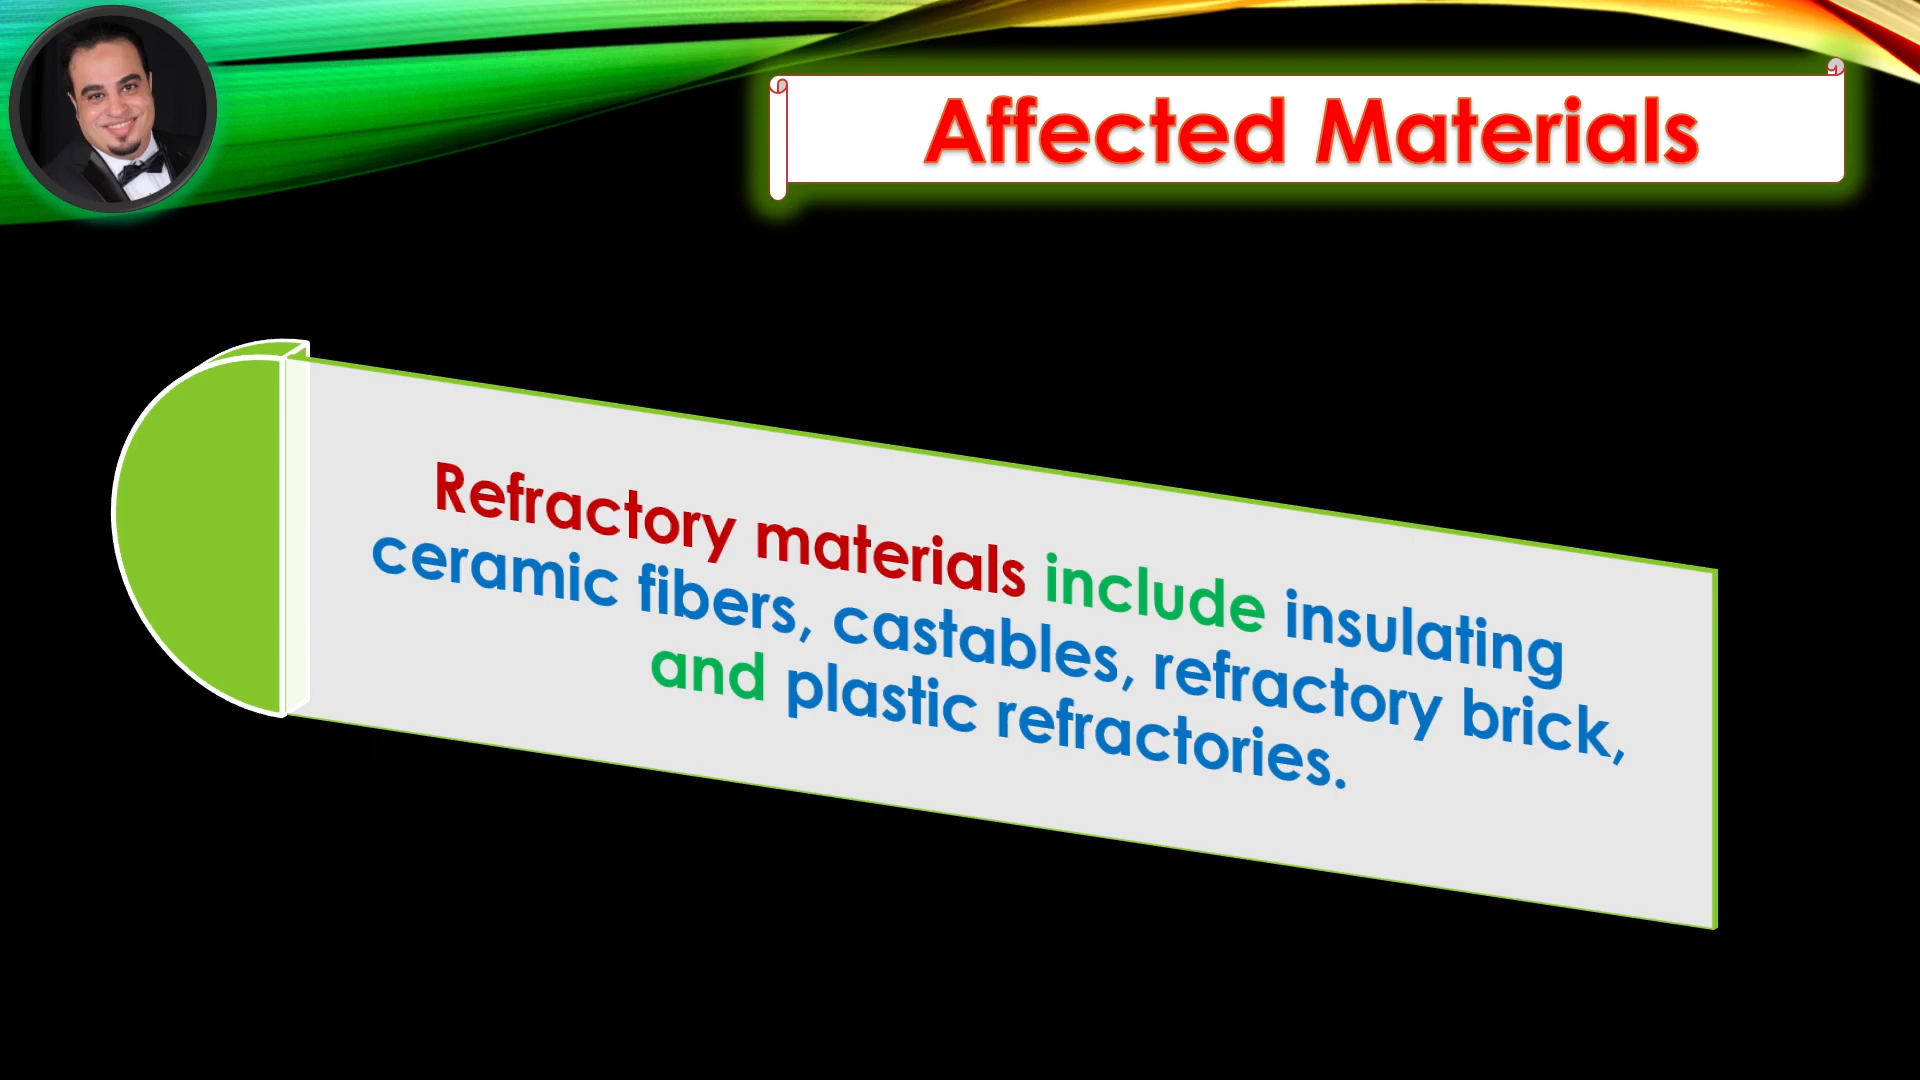 Affected Materials
Refractory materials include insulating
ceramic fibers, castables, refractory brick,
and plastic refractories.